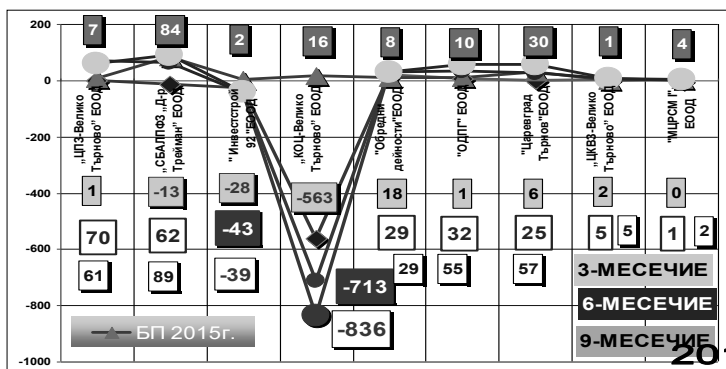 200
0
-200
-400
-600
-800
-1000
7
84
2
16
8
10
30
1
4
„ЦПЗ-Велико
Търново” ЕООД
„СБАЛПФЗ „Д-р
Трейман” ЕООД
"Инвестстрой
92"ЕООД
„КОЦ-Велико
Търново” ЕООД
"Обредни
дейности"ЕООД
"ОДПГ" ЕООД
"Царевград
Търнов"ЕООД
„ЦКВЗ-Велико
Търново” ЕООД
ЕООД
1
-13
-28
-563
18
1
6
2
0
70
62
-43
-713
29
32
25
5
1
61
89
-39
-836
29
55
57
5
2
БП 2015г.
3-МЕСЕЧИЕ
6-МЕСЕЧИЕ
9-МЕСЕЧИЕ